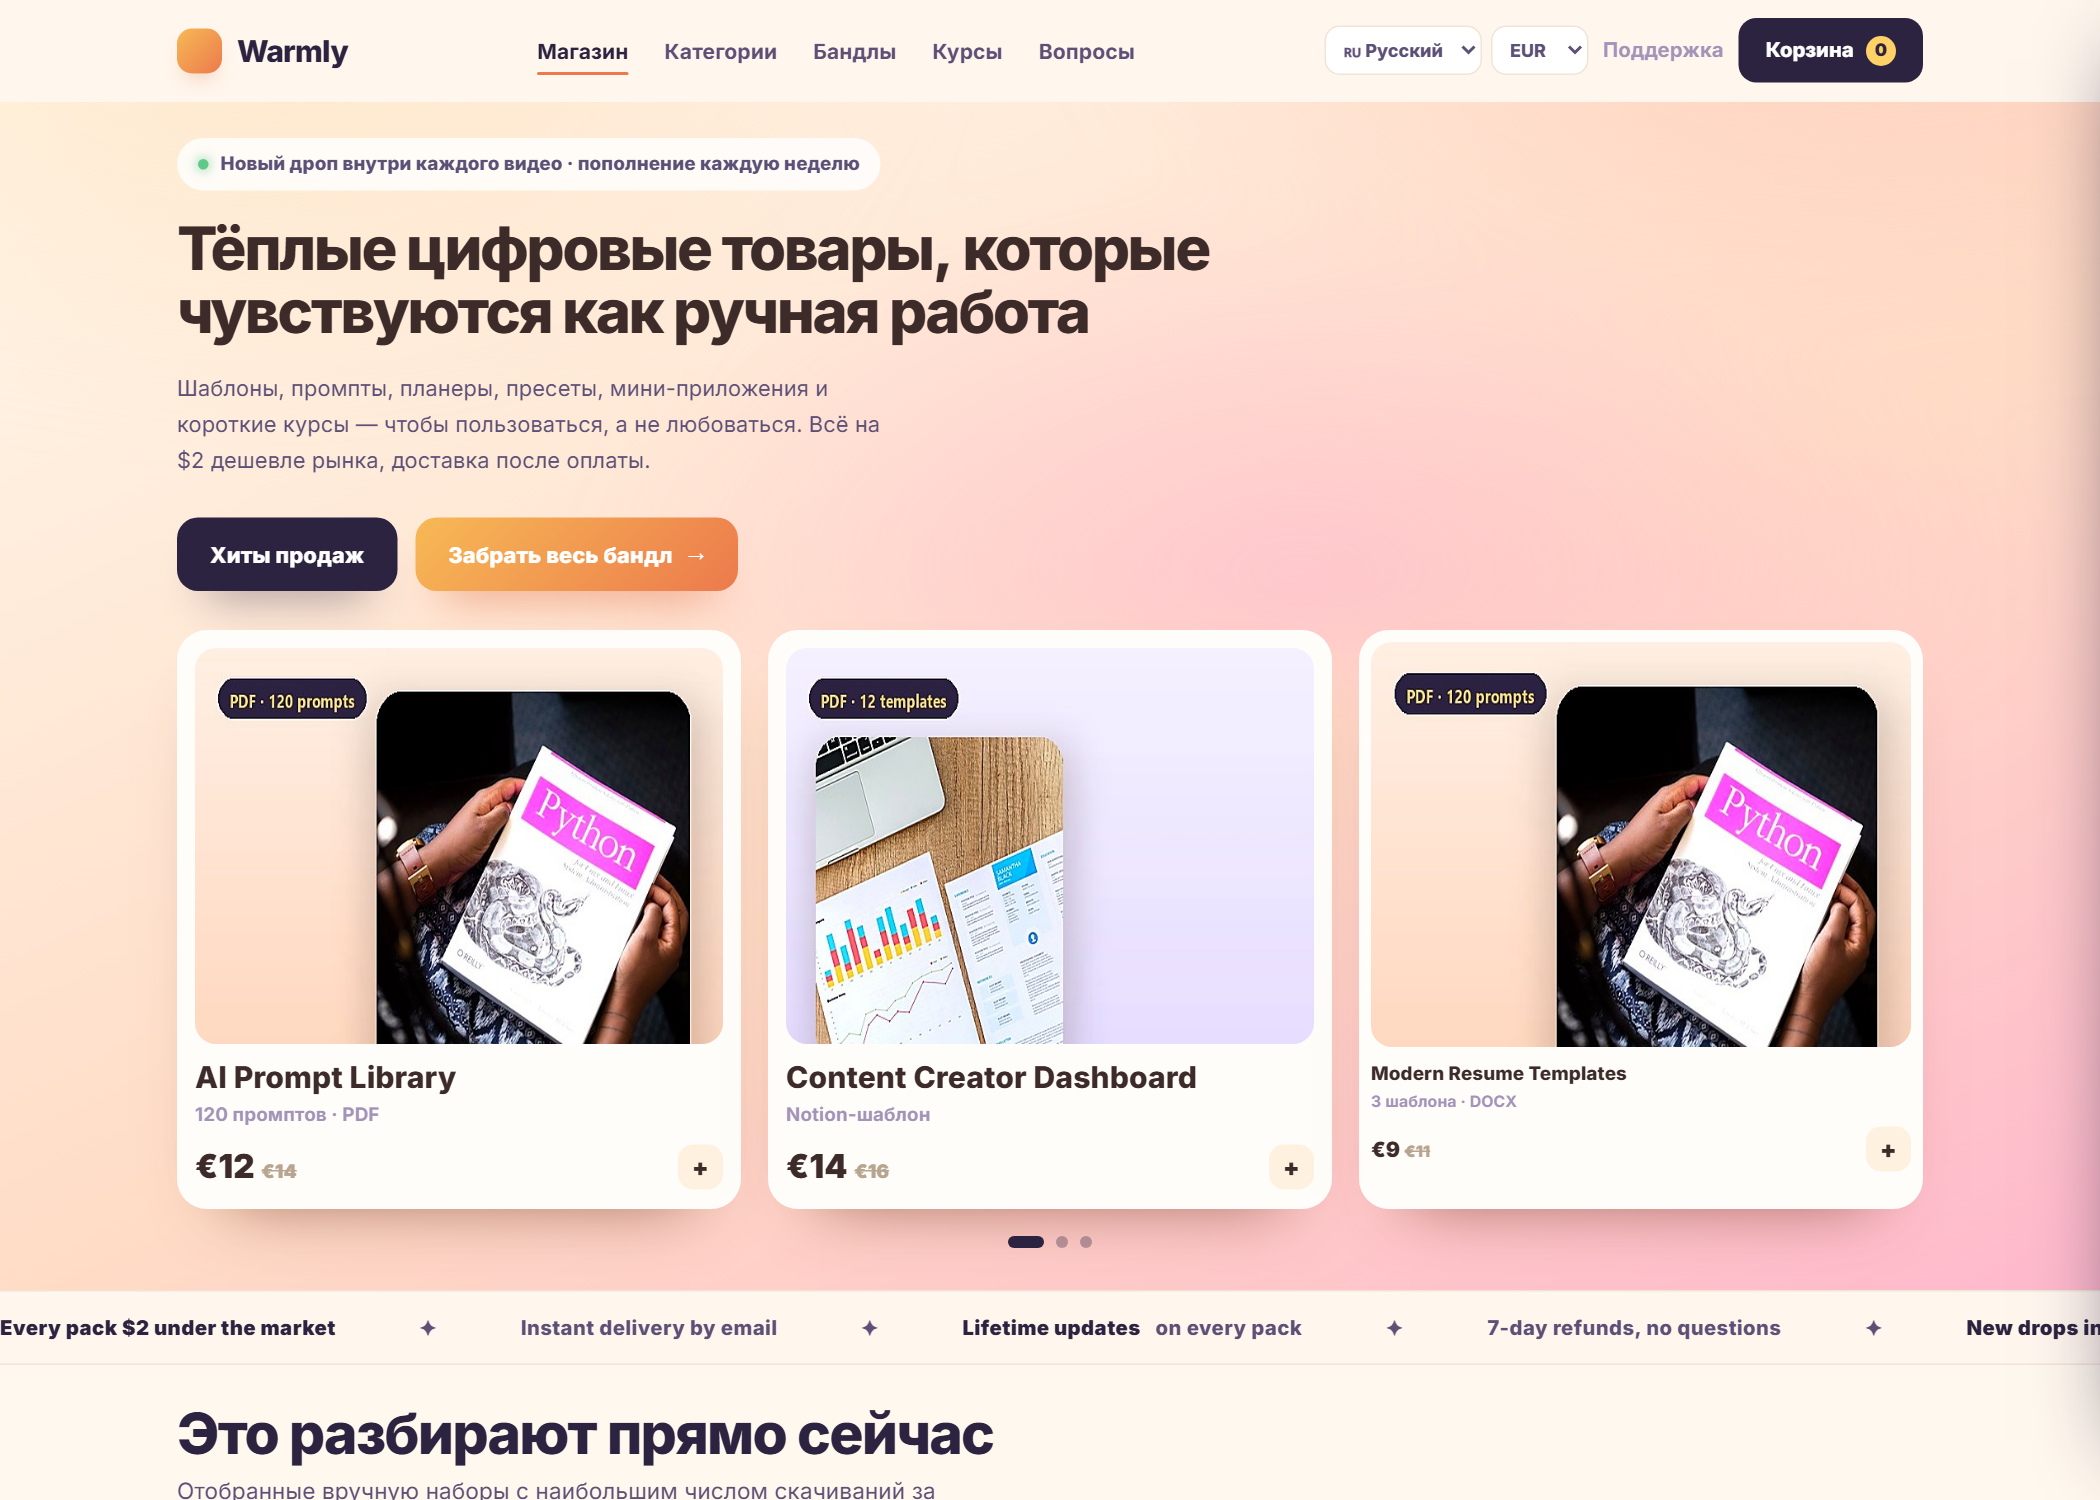 Warmly
Магазин
Категории
Бандлы
Курсы
Вопросы
RU Русский
EUR
Поддержка
Корзина 0
Новый дроп внутри каждого видео · пополнение каждую неделю
Тёплые цифровые товары, которые
чувствуются как ручная работа
Шаблоны, промпты, планеры, пресеты, мини-приложения и
короткие курсы — чтобы пользоваться, а не любоваться. Всё на
$2 дешевле рынка, доставка после оплаты.
Хиты продаж
Забрать весь бандл →
PDF · 120 prompts
Python
O'REILLY
AI Prompt Library
120 промптов · PDF
€12 €14
+
PDF · 12 templates
SAMANTHA
BLACK
Content Creator Dashboard
Notion-шаблон
€14 €16
+
PDF · 120 prompts
Python
O'REILLY
Modern Resume Templates
3 шаблона · DOCX
€9 €11
+
Every pack $2 under the market ✦ Instant delivery by email ✦ Lifetime updates on every pack ✦ 7-day refunds, no questions ✦ New drops in
Это разбирают прямо сейчас
Отобранные вручную наборы с наибольшим числом скачиваний за